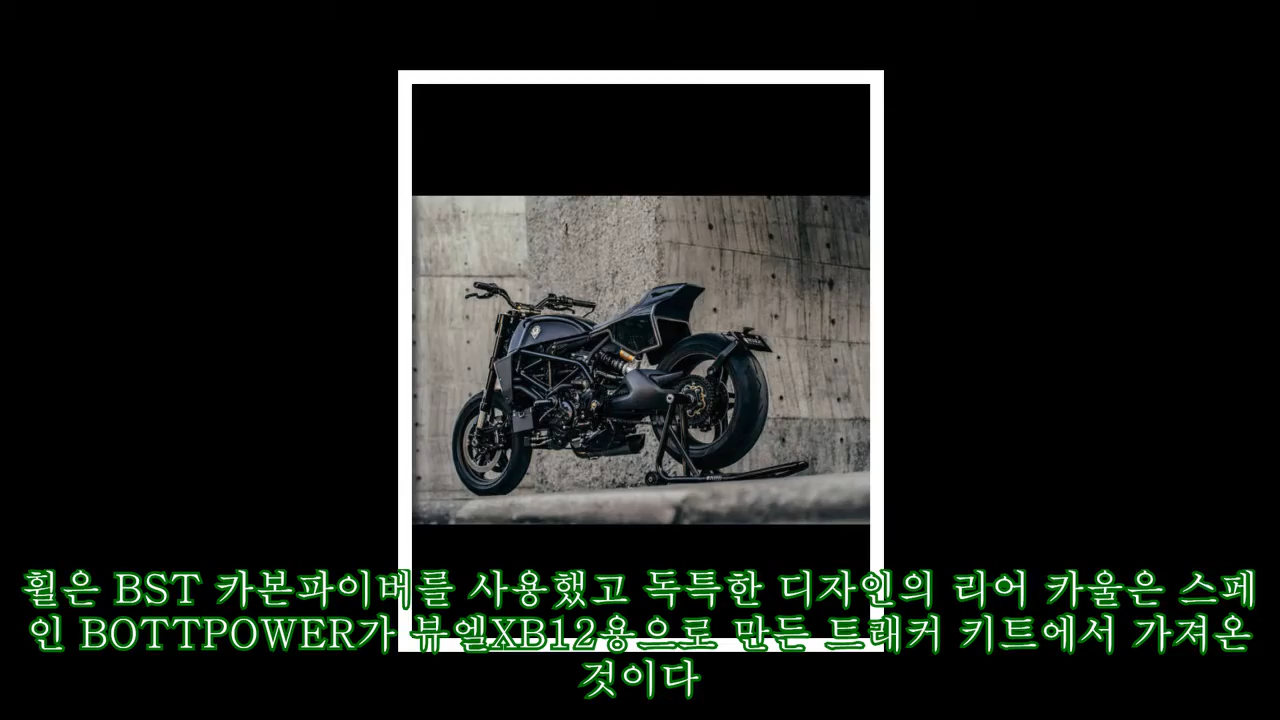 휠은 BST 카본파이버를 사용했고 독특한 디자인의 리어 카울은 스페
인 BOTTPOWER가 뷰엘XB12용으로 만든 트래커 키트에서 가져온
것이다